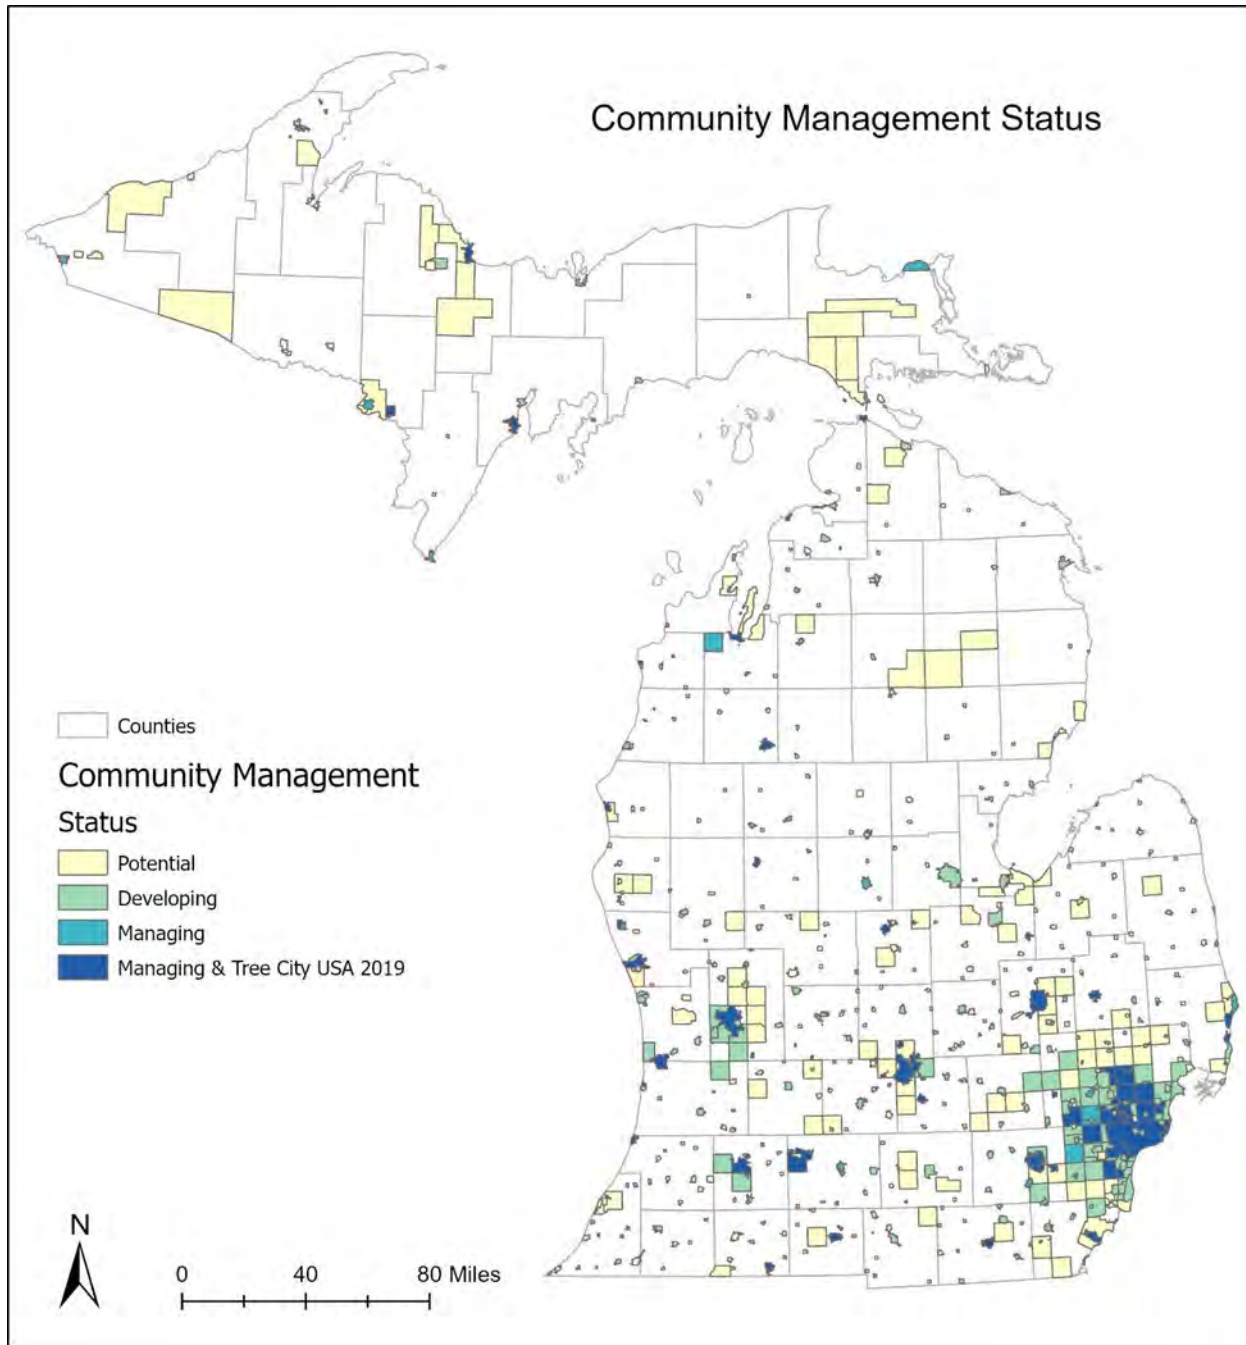 Community Management Status
Counties
Community Management
Status
Potential
Developing
Managing
Managing & Tree City USA 2019
N
0 40 80 Miles